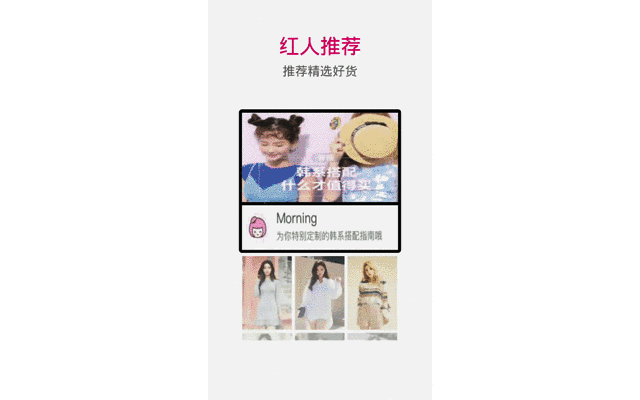 红人推荐
推荐精选好货
韩系搭配
什么才值得买
Morning
为你特别定制的韩系搭配指南哦